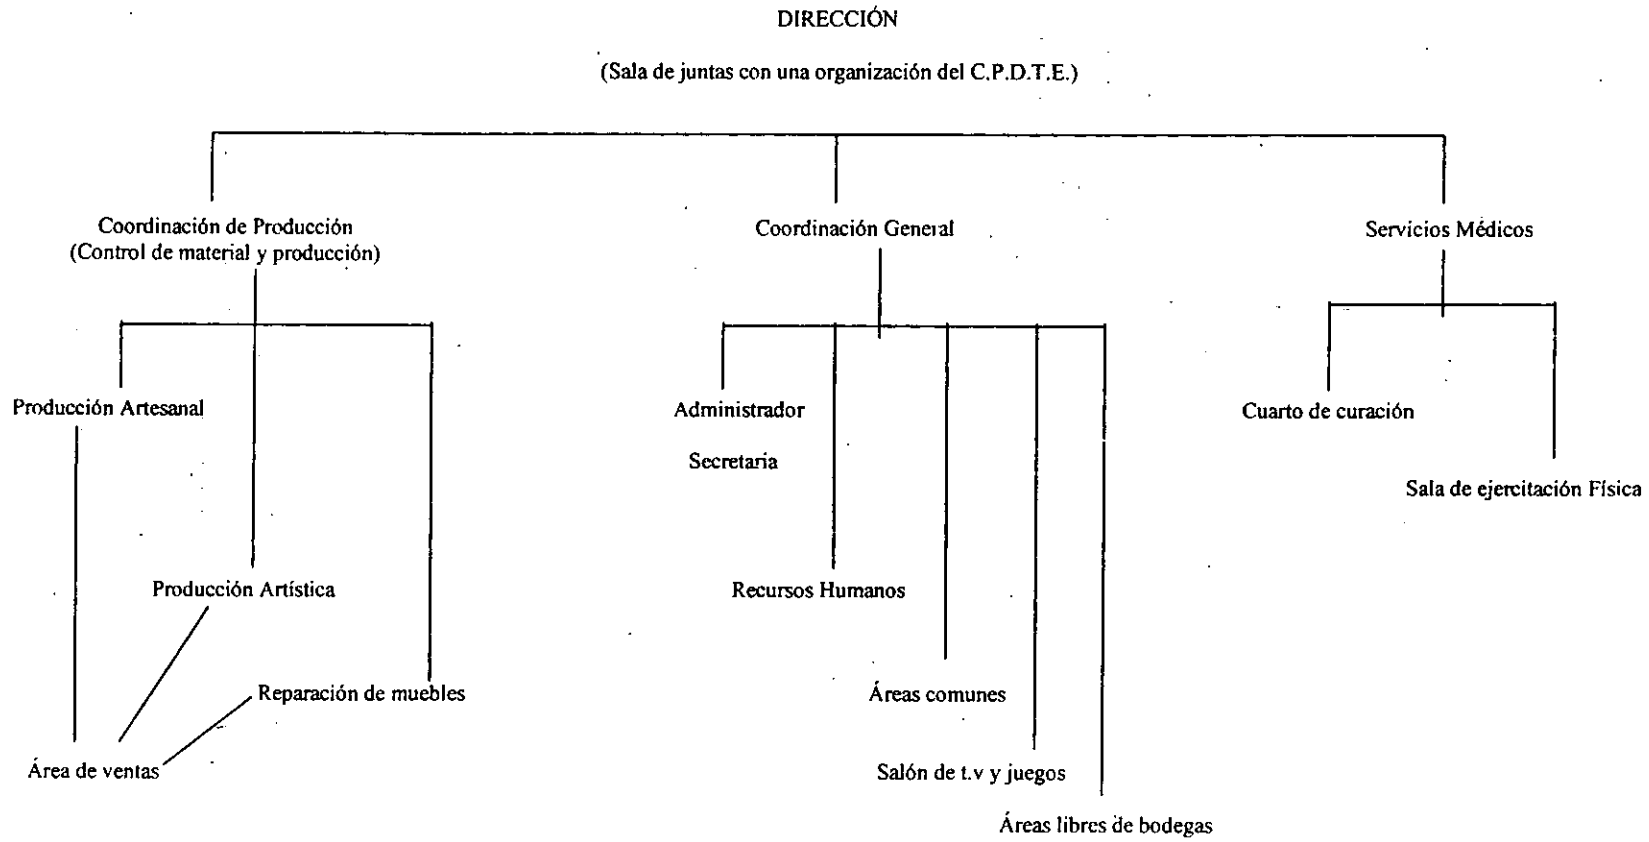 DIRECCIÓN
(Sala de juntas con una organización del C.P.D.T.E.)
Coordinación de Producción
(Control de material y producción)
Coordinación General
Servicios Médicos
Producción Artesanal
Administrador
Secretaria
Cuarto de curación
Sala de ejercitación Física
Producción Artística
Recursos Humanos
Reparación de muebles
Áreas comunes
Área de ventas
Salón de t.v y juegos
Áreas libres de bodegas